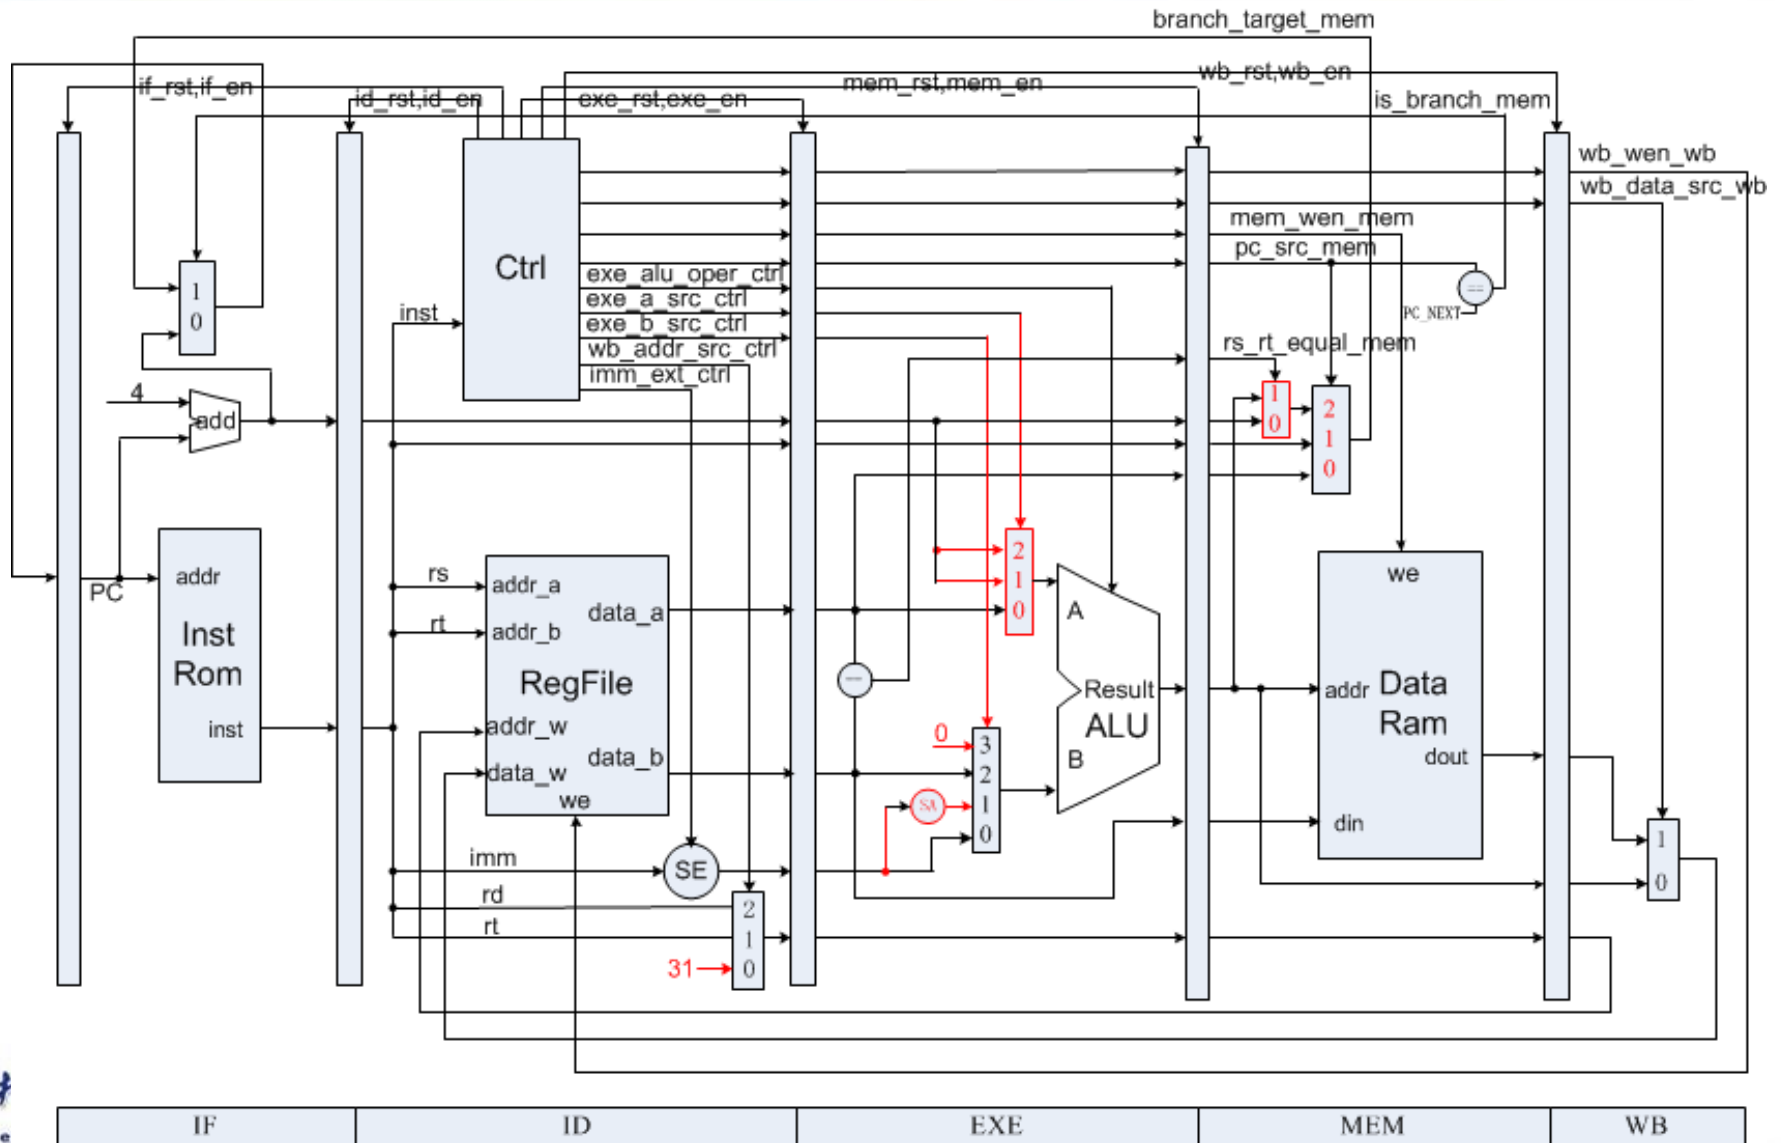 branch_target_mem
if_rst,if_en
id_rst,id_en
exe_rst,exe_en
mem_rst,mem_en
wb_rst,wb_en
is_branch_mem
wb_wen_wb
wb_data_src_wb
mem_wen_mem
pc_src_mem
Ctrl
exe_alu_oper_ctrl
exe_a_src_ctrl
exe_b_src_ctrl
wb_addr_src_ctrl
imm_ext_ctrl
inst
1
0
==
PC_NEXT
rs_rt_equal_mem
4
add
1
0
2
1
0
PC
addr
Inst
Rom
inst
rs
rt
addr_a
addr_b
data_a
RegFile
addr_w
data_w
data_b
we
2
1
0
A
Result
ALU
B
==
0
3
2
1
0
SA
we
addr
Data
Ram
dout
din
1
0
imm
SE
rd
rt
31
2
1
0
IF
ID
EXE
MEM
WB